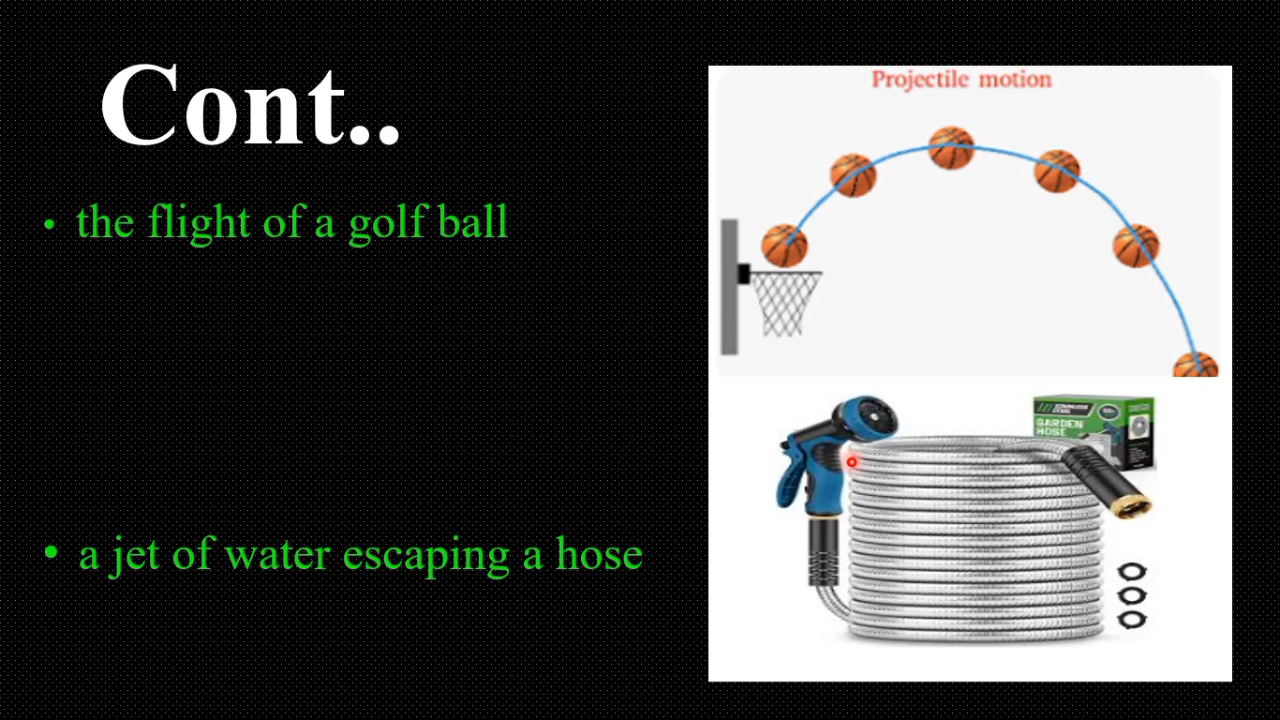 Cont..
• the flight of a golf ball
• a jet of water escaping a hose
Projectile motion
GARDEN
HOSE